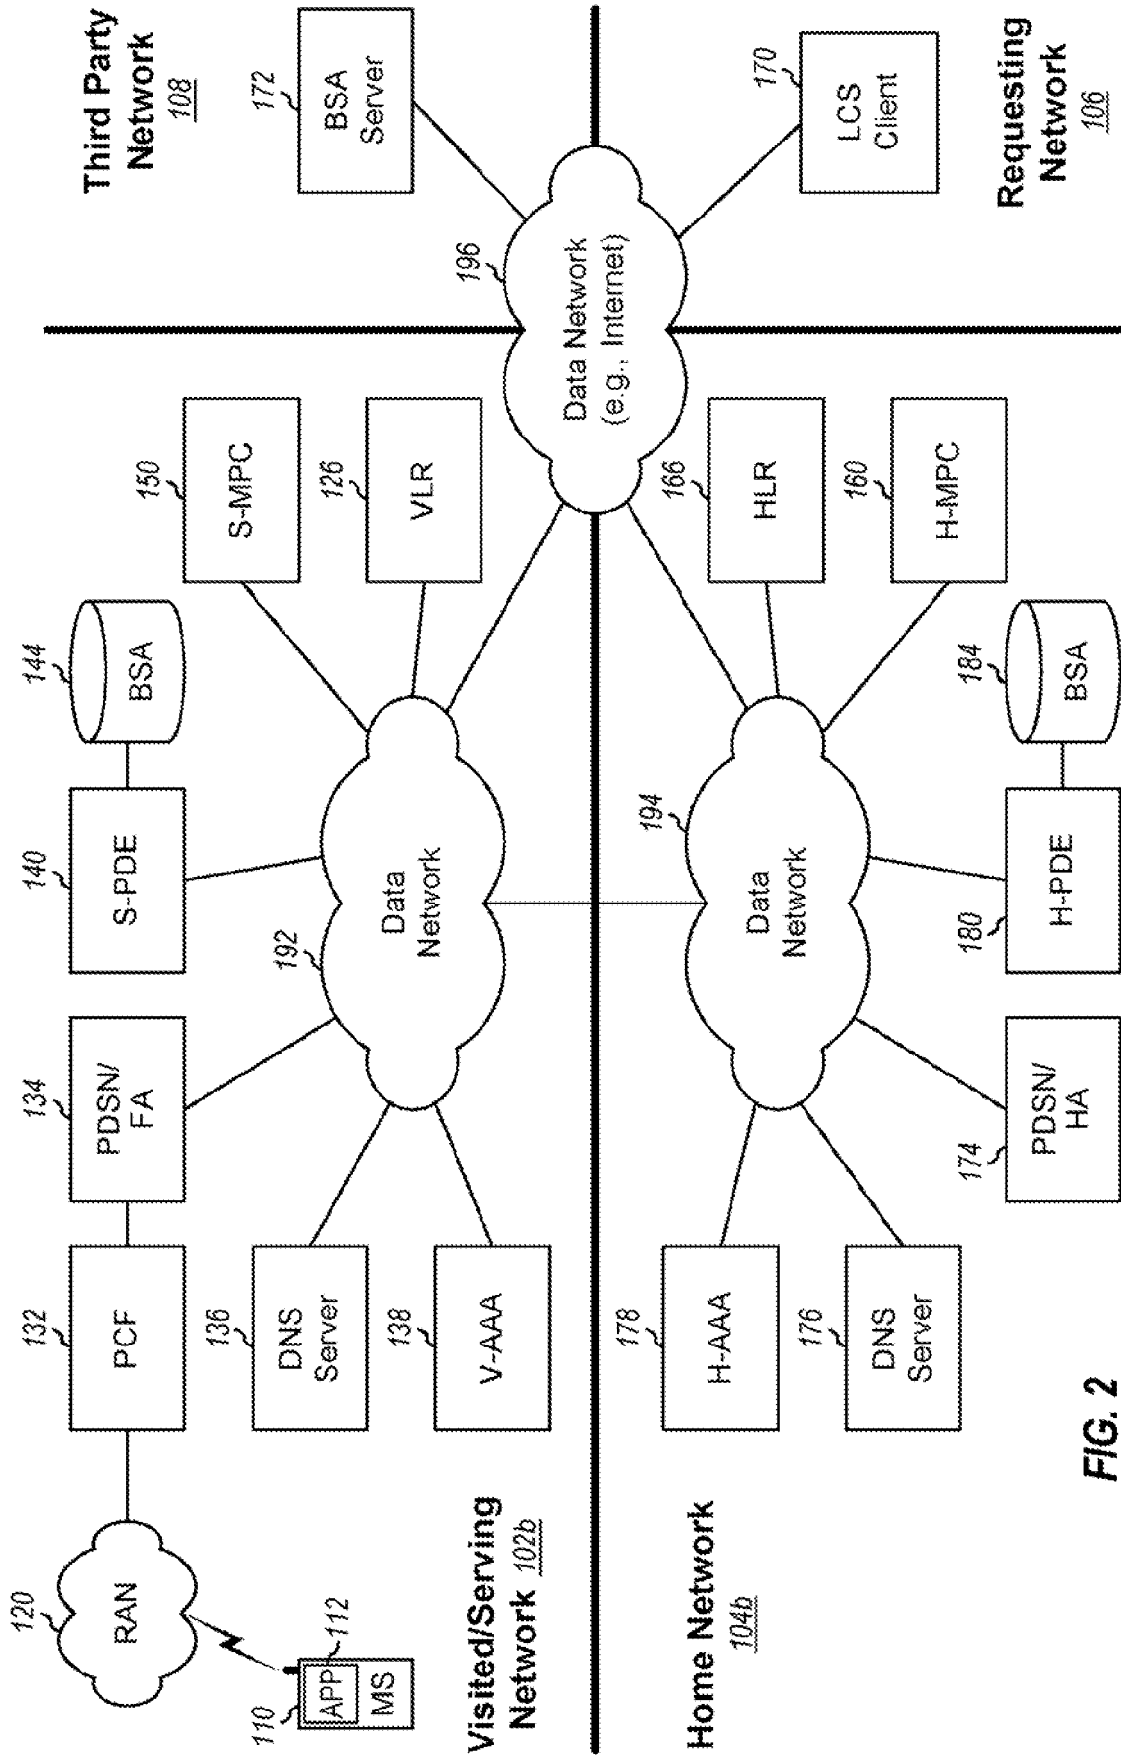 120
RAN
110
APP
112
MS
132
PCF
134
PDSN/
FA
140
S-PDE
144
BSA
150
S-MPC
136
DNS
Server
138
V-AAA
192
Data
Network
126
VLR
Visited/Serving
Network 102b
Third Party
Network
108
172
BSA
Server
196
Data Network
(e.g., Internet)
170
LCS
Client
Requesting
Network
106
Home Network
104b
178
H-AAA
176
DNS
Server
194
Data
Network
166
HLR
160
H-MPC
174
PDSN/
HA
180
H-PDE
184
BSA
FIG. 2